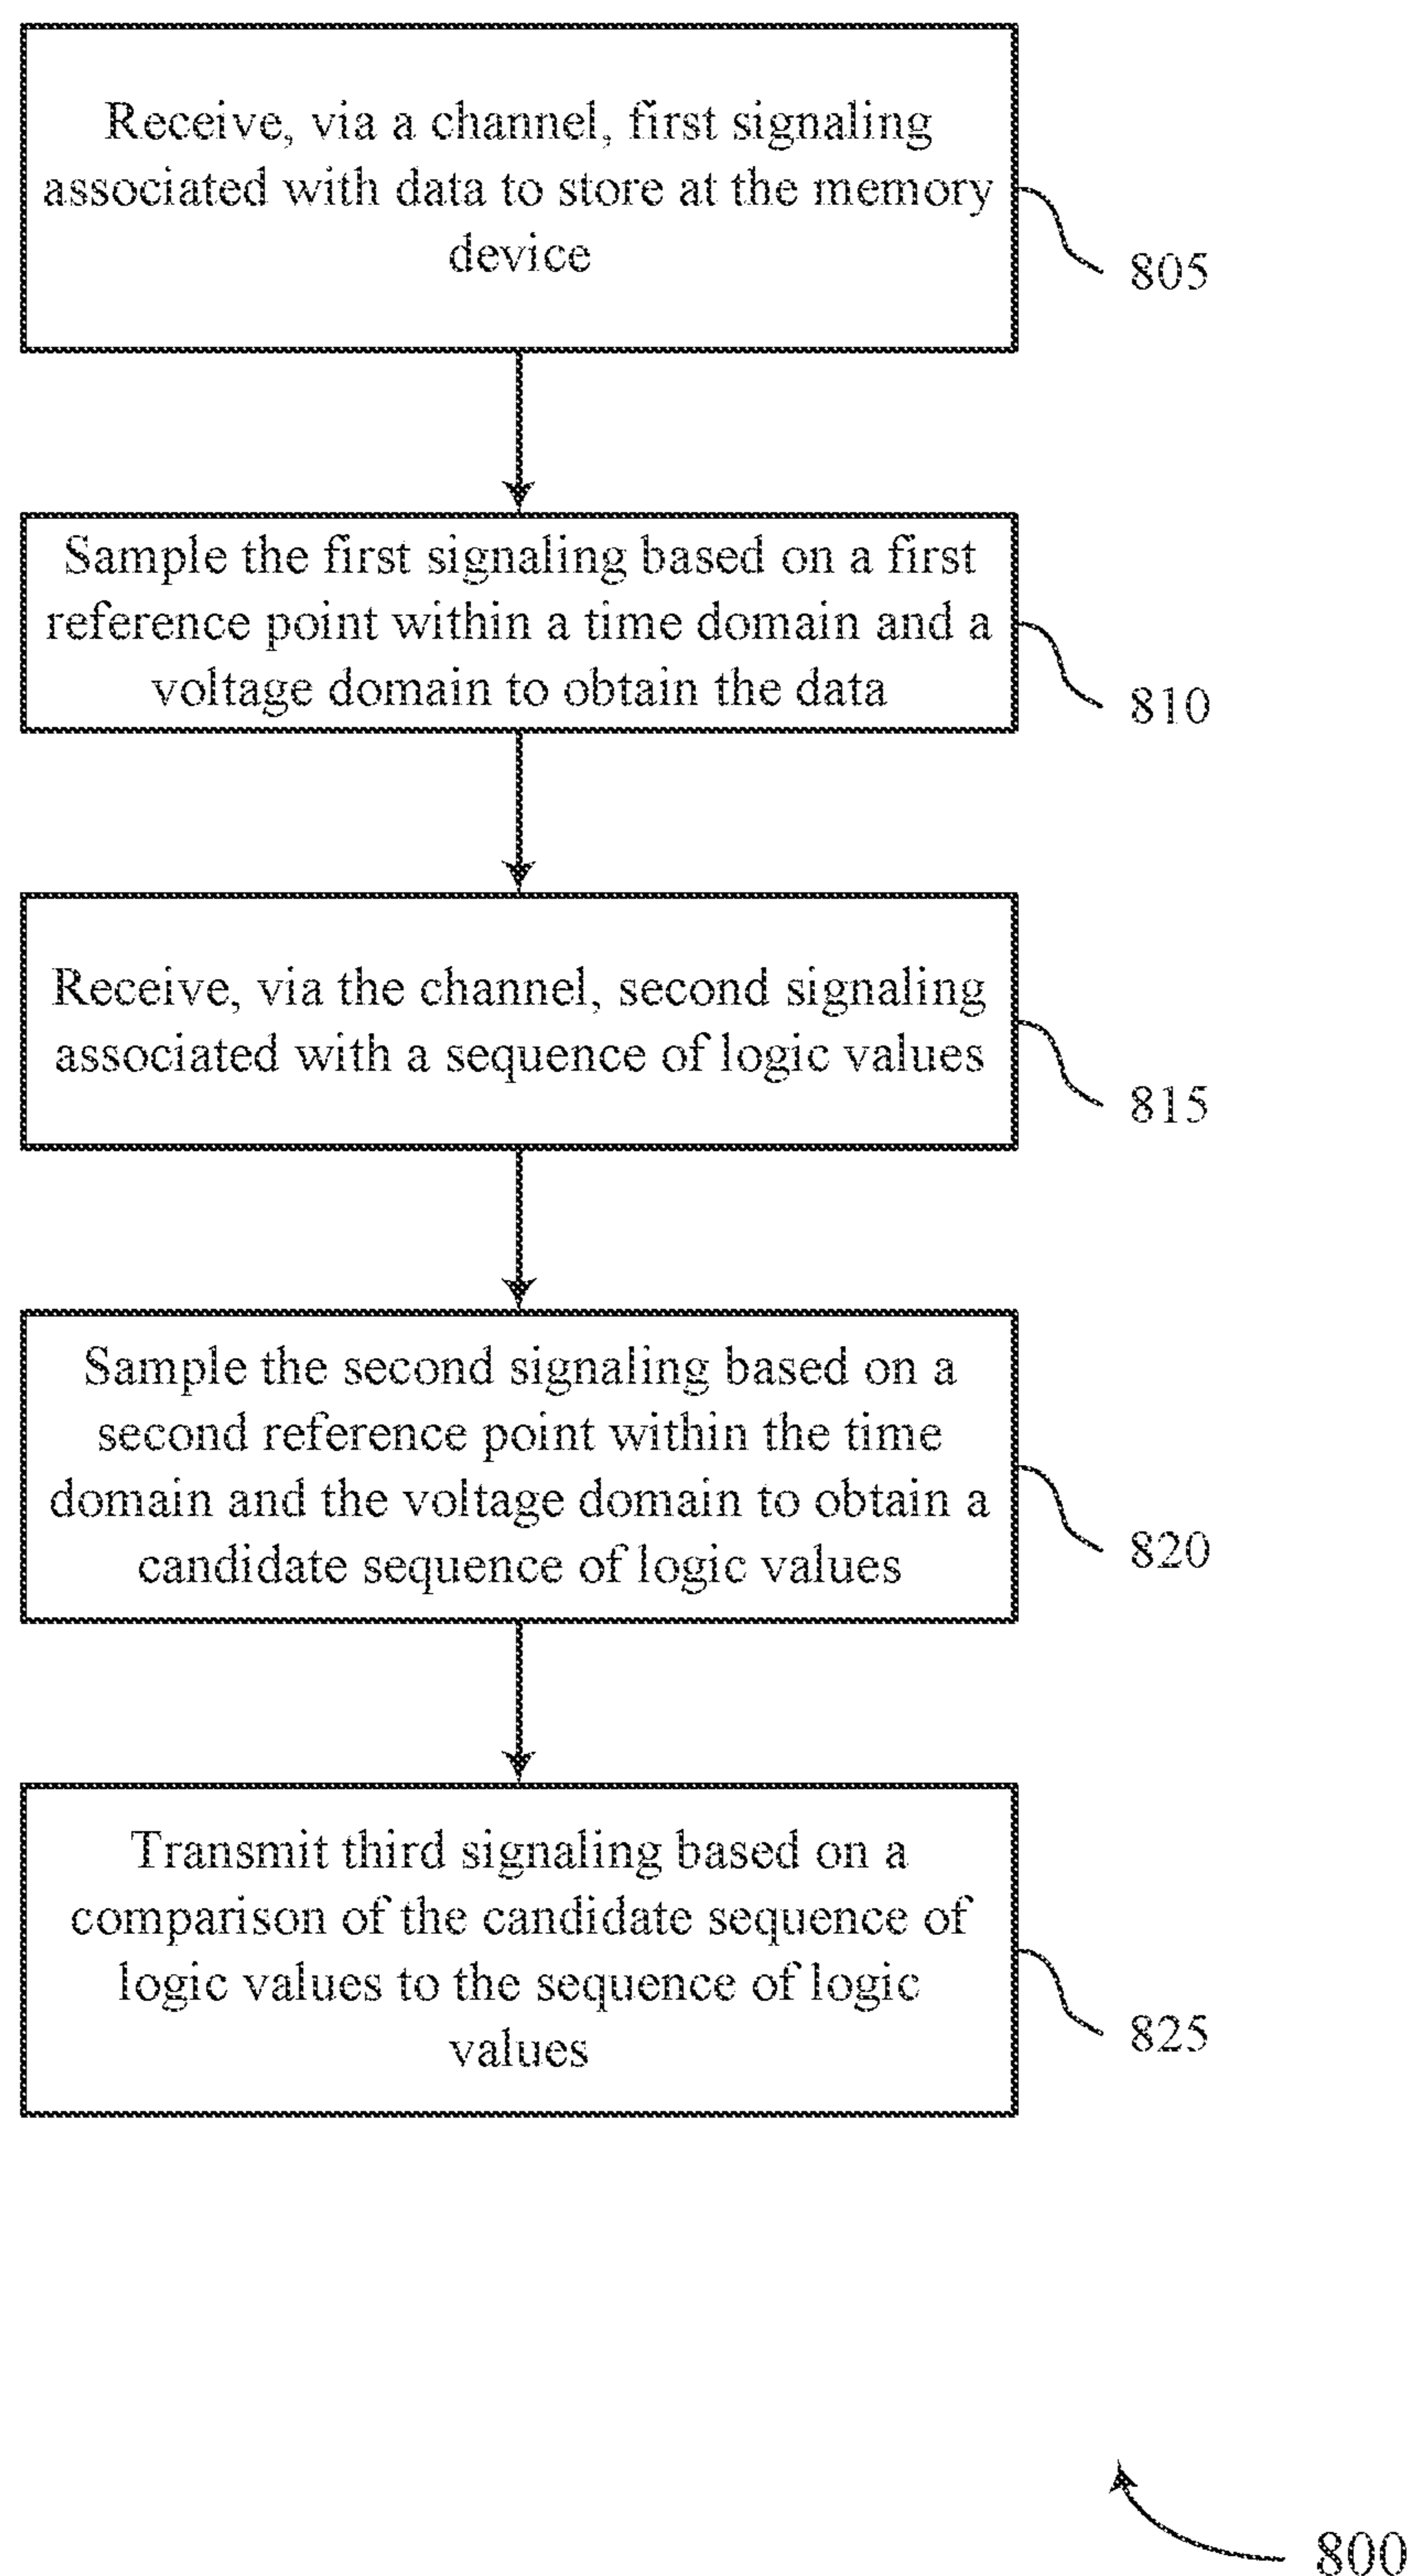 Receive, via a channel, first signaling
associated with data to store at the memory
device
805
Sample the first signaling based on a first
reference point within a time domain and a
voltage domain to obtain the data
810
Receive, via the channel, second signaling
associated with a sequence of logic values
815
Sample the second signaling based on a
second reference point within the time
domain and the voltage domain to obtain a
candidate sequence of logic values
820
Transmit third signaling based on a
comparison of the candidate sequence of
logic values to the sequence of logic
values
825
800